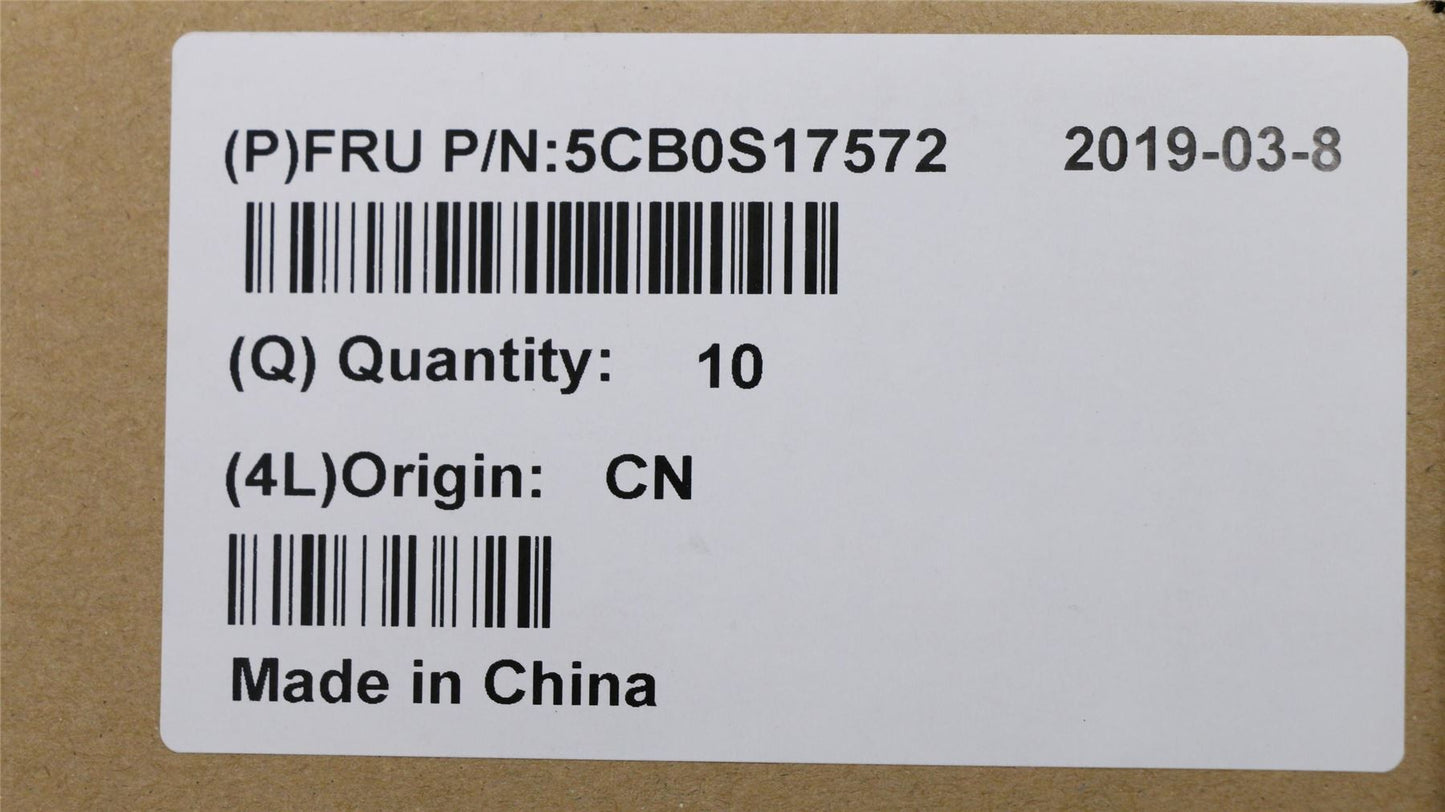 (P)FRU P/N:5CB0S17572 2019-03-8
(Q) Quantity: 10
(4L)Origin: CN
Made in China